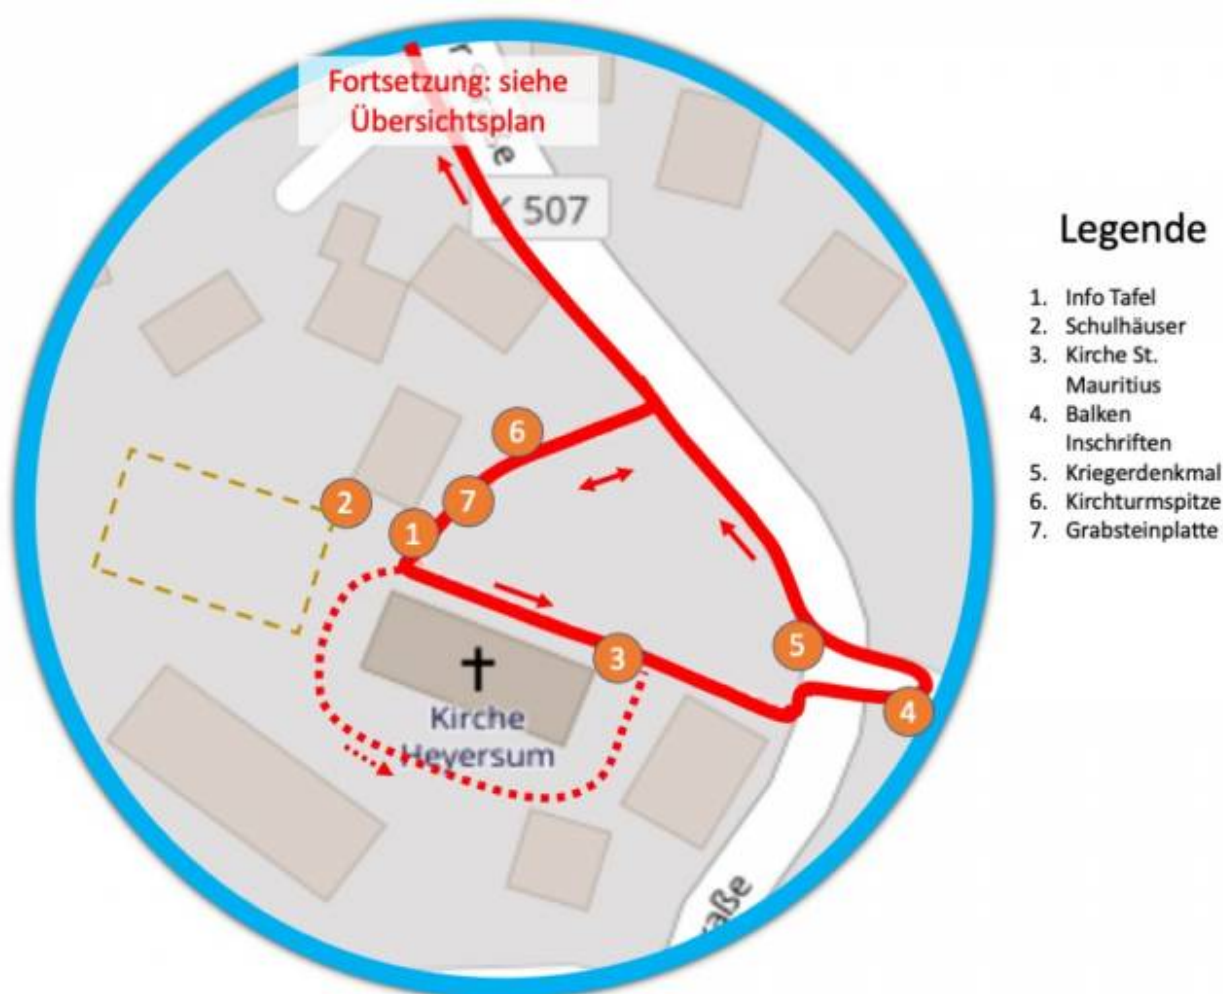 Fortsetzung: siehe
Übersichtsplan
K 507
6
2
7
1
5
3
4
Kirche
Heyersum
raße
Legende
1. Info Tafel
2. Schulhäuser
3. Kirche St.
Mauritius
4. Balken
Inschriften
5. Kriegerdenkmal
6. Kirchturmspitze
7. Grabsteinplatte